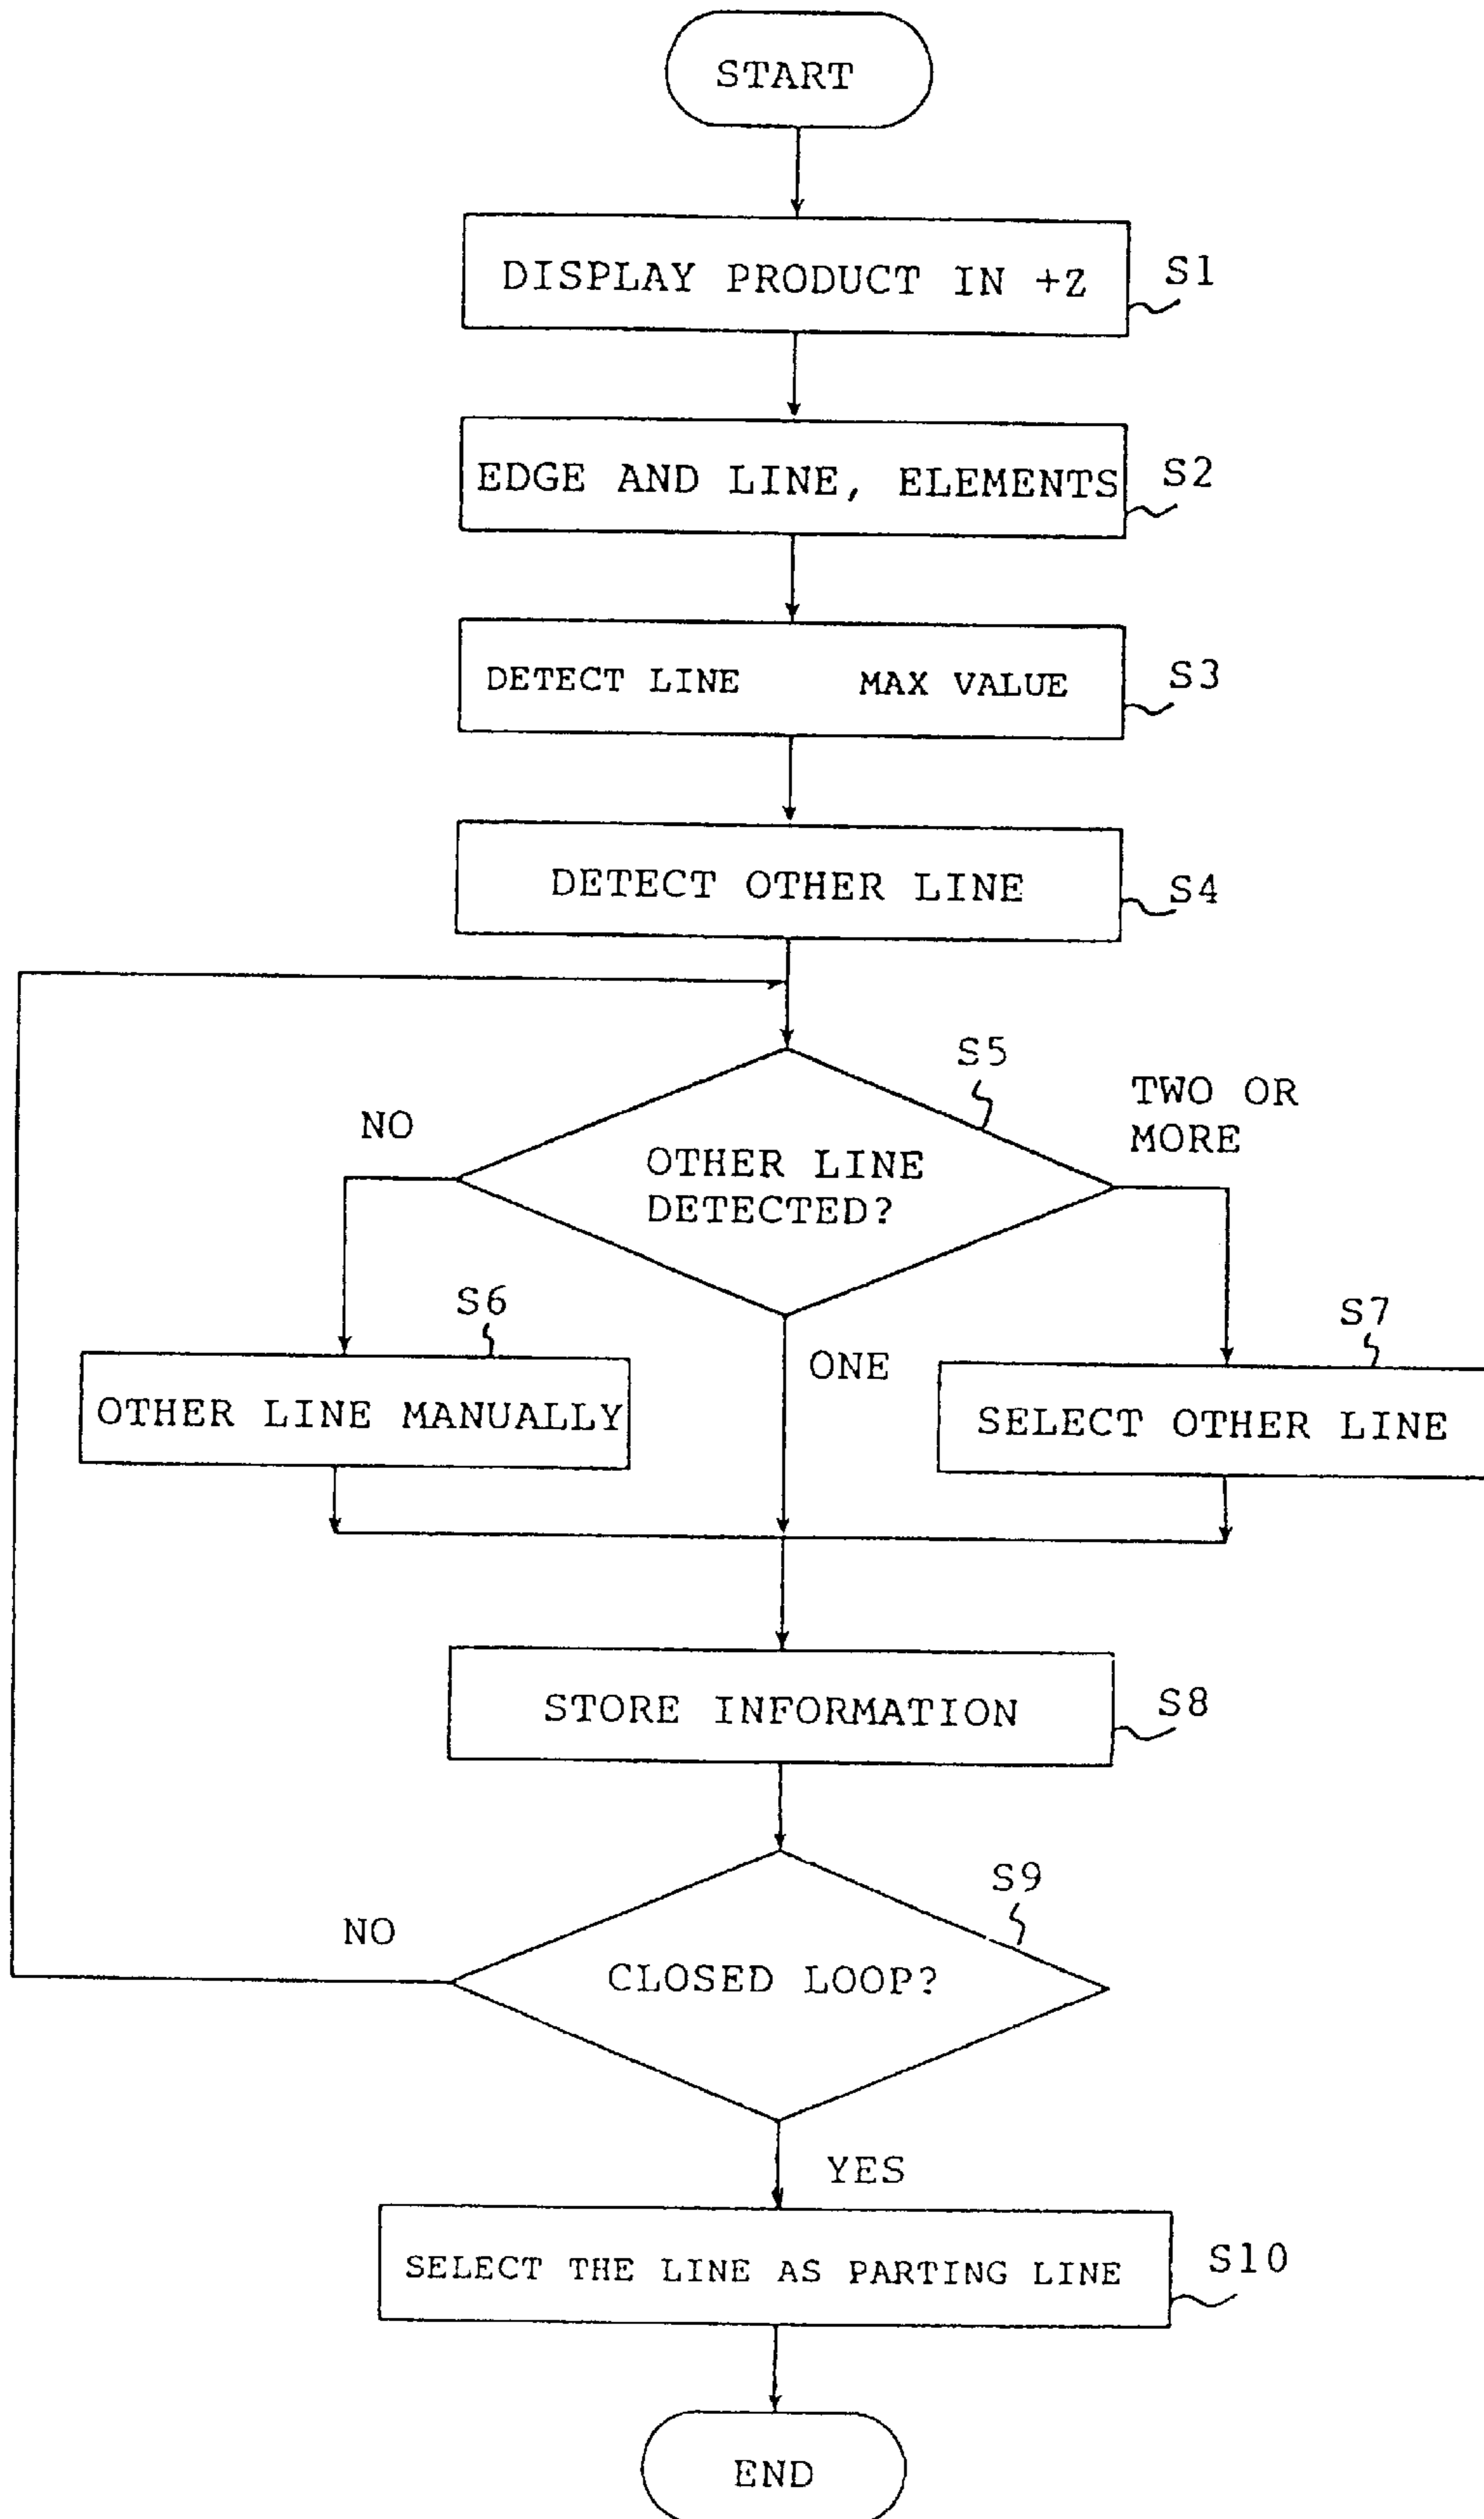 START
DISPLAY PRODUCT IN +Z
S1
EDGE AND LINE, ELEMENTS
S2
DETECT LINE MAX VALUE
S3
DETECT OTHER LINE
S4
S5
TWO OR
MORE
NO
OTHER LINE
DETECTED?
S6
S7
ONE
OTHER LINE MANUALLY
SELECT OTHER LINE
STORE INFORMATION
S8
S9
NO
CLOSED LOOP?
YES
SELECT THE LINE AS PARTING LINE
S10
END